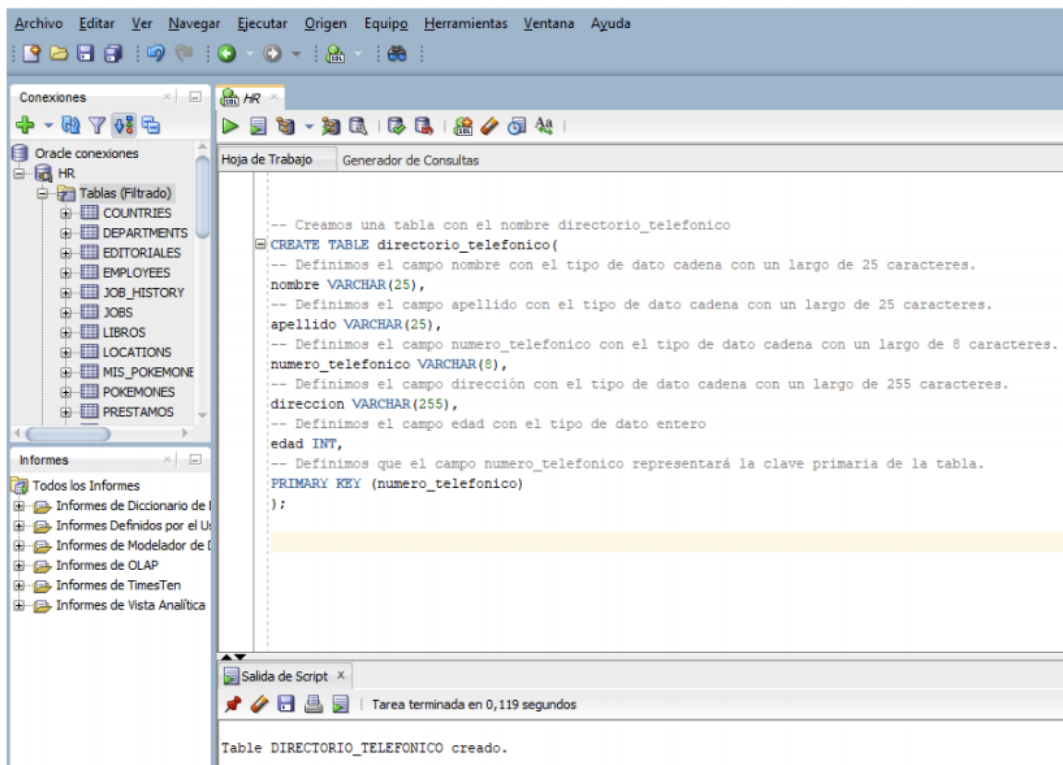 Archivo Editar Ver Navegar Ejecutar Origen Equipo Herramientas Ventana Ayuda
Conexiones
Oracle conexiones
HR
Tablas (Filtrado)
COUNTRIES
DEPARTMENTS
EDITORIALES
EMPLOYEES
JOB_HISTORY
JOBS
LIBROS
LOCATIONS
MIS_POKEMONE
POKEMONES
PRESTAMOS
Informes
Todos los Informes
Informes de Diccionario de
Informes Definidos por el U
Informes de Modelador de
Informes de OLAP
Informes de TimesTen
Informes de Vista Analítica
HR
Hoja de Trabajo Generador de Consultas
-- Creamos una tabla con el nombre directorio_telefonico
CREATE TABLE directorio_telefonico(
-- Definimos el campo nombre con el tipo de dato cadena con un largo de 25 caracteres.
nombre VARCHAR(25),
-- Definimos el campo apellido con el tipo de dato cadena con un largo de 25 caracteres.
apellido VARCHAR(25),
-- Definimos el campo numero_telefonico con el tipo de dato cadena con un largo de 8 caracteres.
numero_telefonico VARCHAR(8),
-- Definimos el campo dirección con el tipo de dato cadena con un largo de 255 caracteres.
direccion VARCHAR(255),
-- Definimos el campo edad con el tipo de dato entero
edad INT,
-- Definimos que el campo numero_telefonico representará la clave primaria de la tabla.
PRIMARY KEY (numero_telefonico)
);
Salida de Script
Tarea terminada en 0,119 segundos
Table DIRECTORIO_TELEFONICO creado.